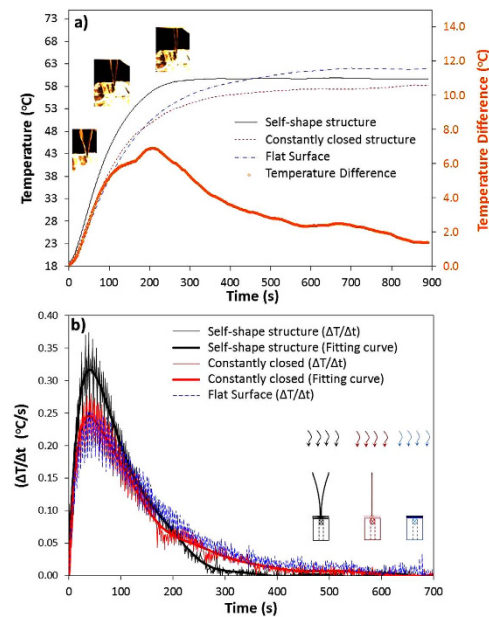 a)
73
68
63
58
53
48
43
38
33
28
23
18
Temperature (°C)
14.0
12.0
10.0
8.0
6.0
4.0
2.0
0.0
Temperature Difference (°C)
Self-shape structure
Constantly closed structure
Flat Surface
Temperature Difference
0 100 200 300 400 500 600 700 800 900
Time (s)
b)
0.40
0.35
0.30
0.25
0.20
0.15
0.10
0.05
0.00
(ΔT/Δt (°C/s)
Self-shape structure (ΔT/Δt)
Self-shape structure (Fitting curve)
Constantly closed (ΔT/Δt)
Constantly closed (Fitting curve)
Flat Surface (ΔT/Δt)
0 100 200 300 400 500 600 700
Time (s)